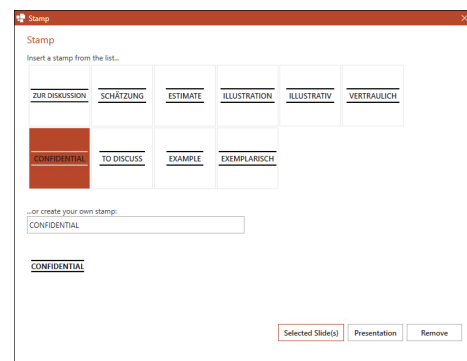 Stamp
Stamp
Insert a stamp from the list...
ZUR DISKUSSION SCHÄTZUNG ESTIMATE ILLUSTRATION ILLUSTRATIV VERTRAULICH
CONFIDENTIAL TO DISCUSS EXAMPLE EXEMPLARISCH
...or create your own stamp:
CONFIDENTIAL
CONFIDENTIAL
Selected Slide(s) Presentation Remove